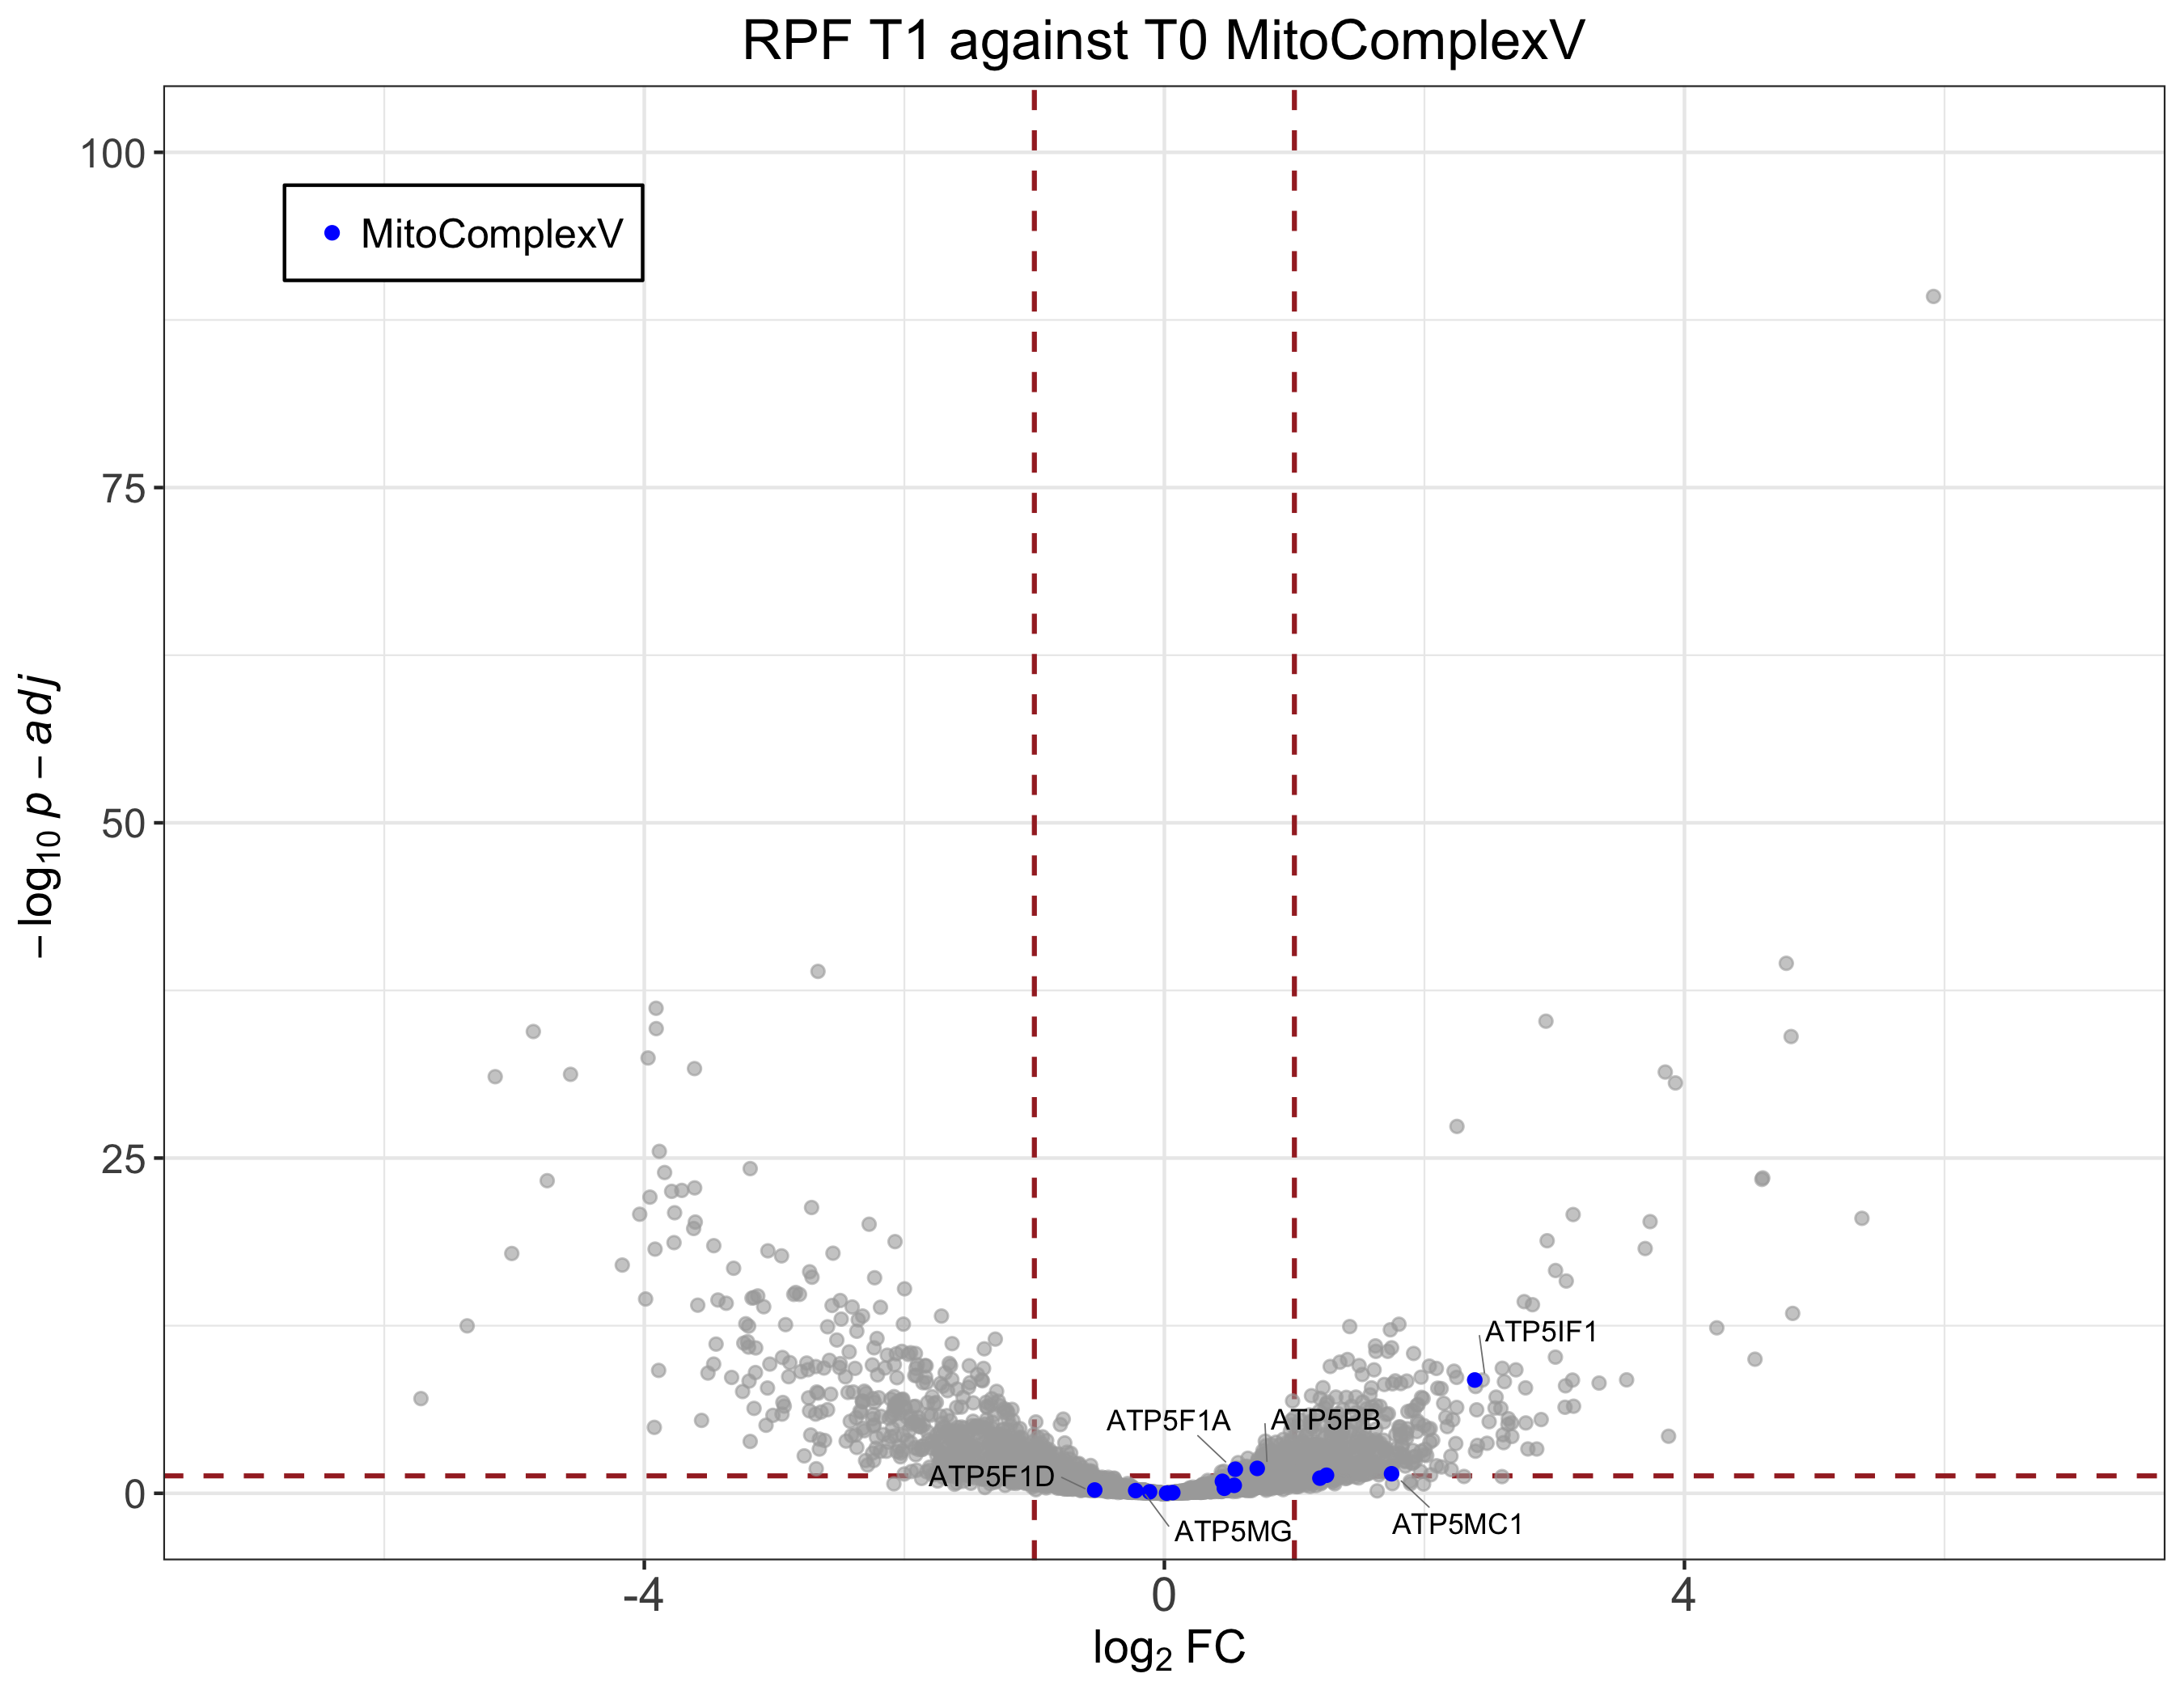 RPF T1 against T0 MitoComplexV
100
MitoComplexV
75
50
25
0
−log10 p − adj
ATP5IF1
ATP5F1A
ATP5PB
ATP5F1D
ATP5MG
ATP5MC1
-4
0
4
log2 FC